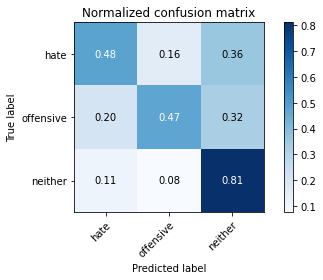 Normalized confusion matrix
True label
hate 0.48 0.16 0.36
offensive 0.20 0.47 0.32
neither 0.11 0.08 0.81
hate offensive neither
Predicted label
0.8
0.7
0.6
0.5
0.4
0.3
0.2
0.1